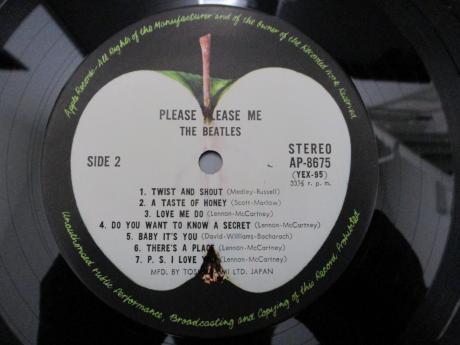 Apple Records - All Rights of the Manufacturer and of the Owner of the Recorded Work Reserved
PLEASE LEASE ME
THE BEATLES
SIDE 2
STEREO
AP-8675
(YEX-95)
33⅓ r. p. m.
1. TWIST AND SHOUT (Medley-Russell)
2. A TASTE OF HONEY (Scott-Marlow)
3. LOVE ME DO (Lennon-McCartney)
4. DO YOU WANT TO KNOW A SECRET (Lennon-McCartney)
5. BABY IT'S YOU (David-Williams-Bacharach)
6. THERE'S A PLACE (Lennon-McCartney)
7. P. S. I LOVE YOU (Lennon-McCartney)
MFD. BY TOSHIBA EMI LTD. JAPAN
Unauthorised Public Performance, Broadcasting and Copying of this Record Prohibited